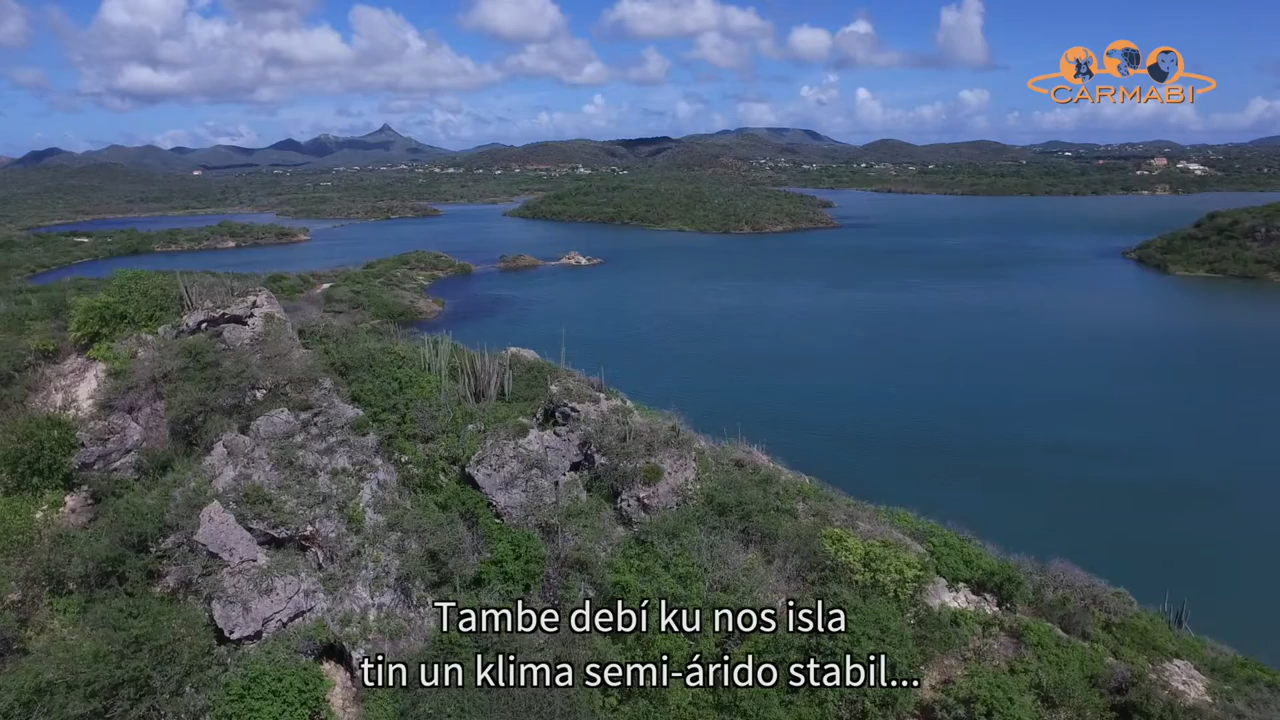 CARMABI
Tambe debí ku nos isla
tin un klima semi-árido stabil...